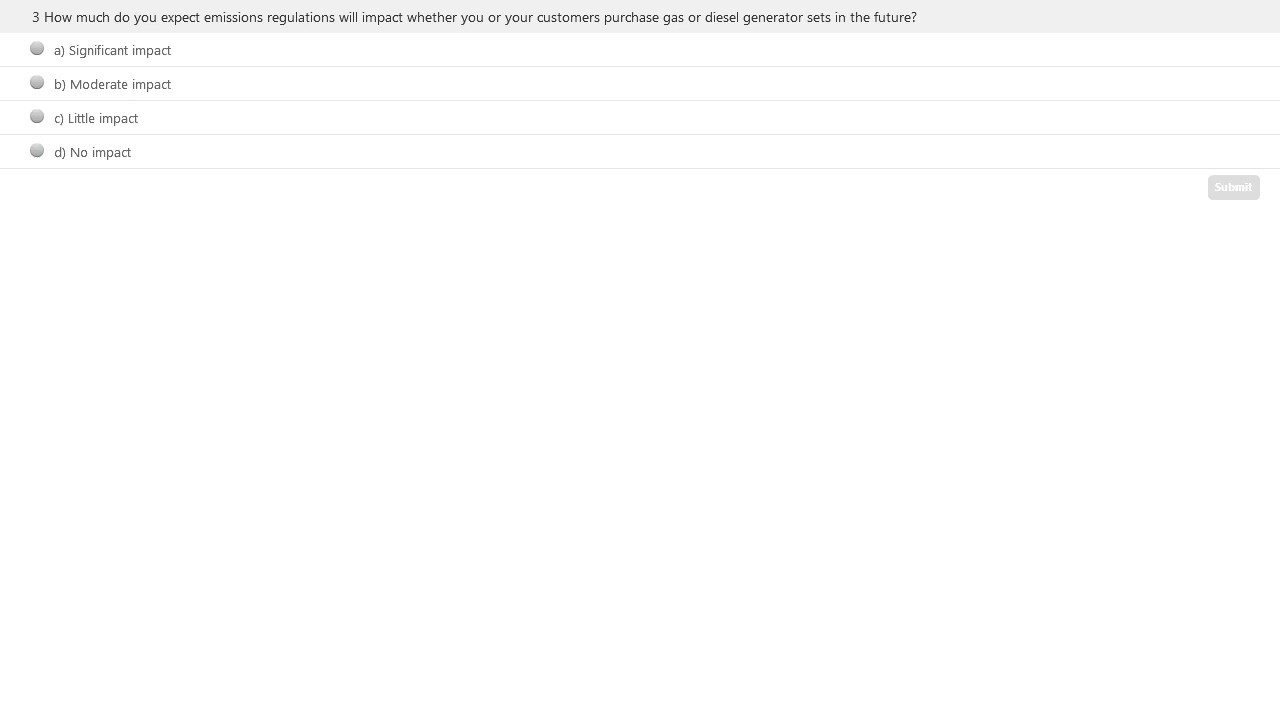 3 How much do you expect emissions regulations will impact whether you or your customers purchase gas or diesel generator sets in the future?
a) Significant impact
b) Moderate impact
c) Little impact
d) No impact
Submit